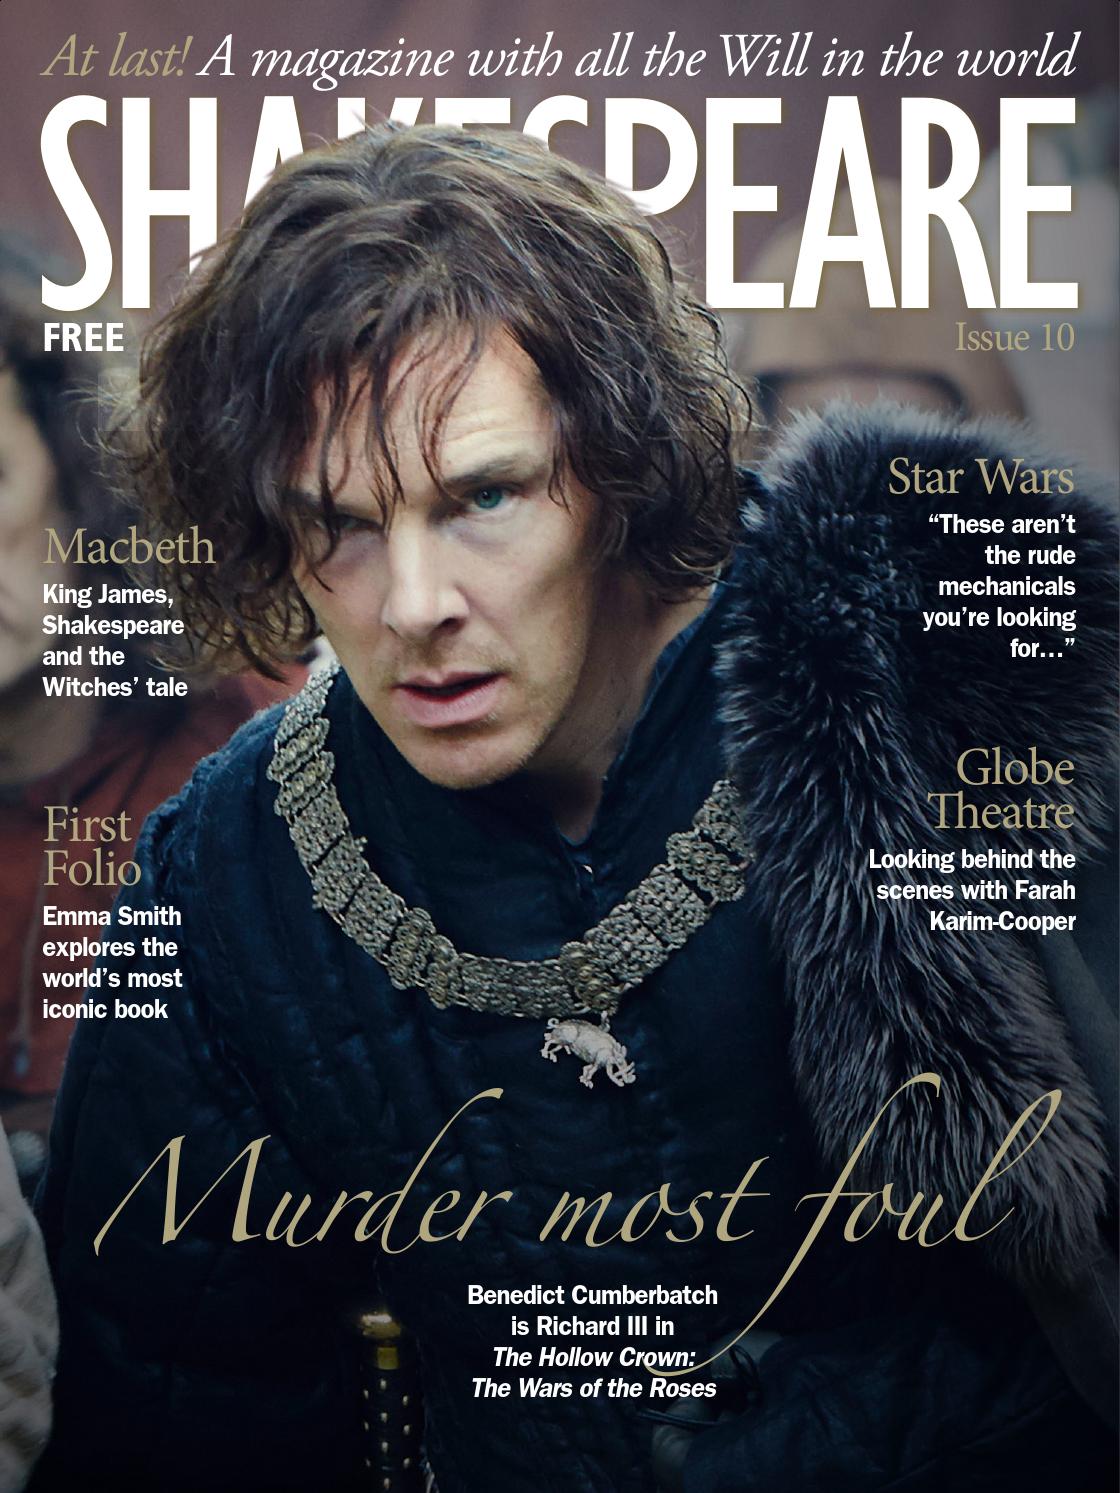 At last! A magazine with all the Will in the world
SHAKESPEARE
FREE
Issue 10
Macbeth
King James,
Shakespeare
and the
Witches’ tale
First
Folio
Emma Smith
explores the
world’s most
iconic book
Star Wars
“These aren’t
the rude
mechanicals
you’re looking
for…”
Globe
Theatre
Looking behind the
scenes with Farah
Karim-Cooper
Murder most foul
Benedict Cumberbatch
is Richard III in
The Hollow Crown:
The Wars of the Roses